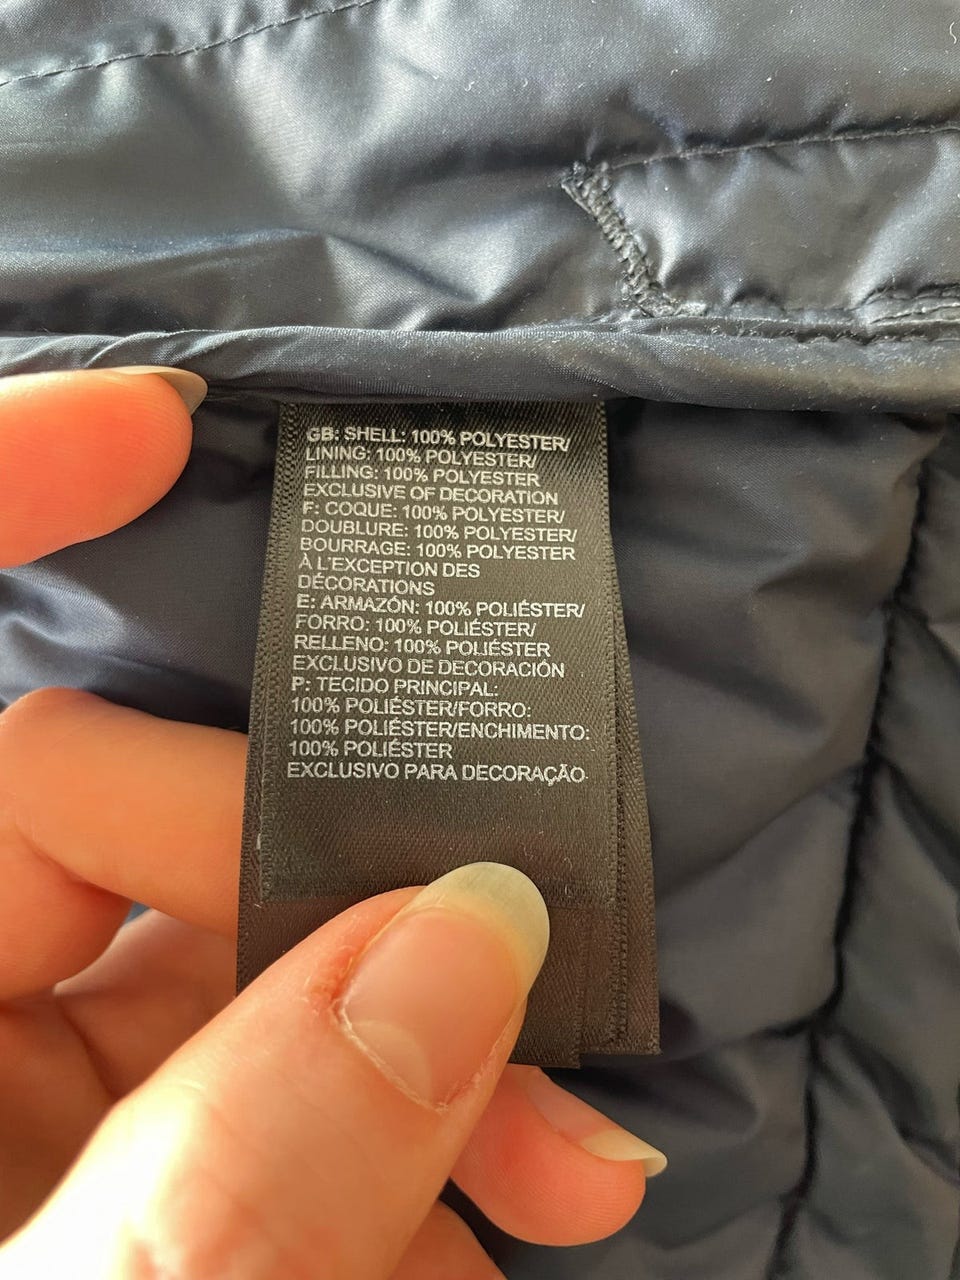 GB: SHELL: 100% POLYESTER/
LINING: 100% POLYESTER/
FILLING: 100% POLYESTER
EXCLUSIVE OF DECORATION
F: COQUE: 100% POLYESTER/
DOUBLURE: 100% POLYESTER/
BOURRAGE: 100% POLYESTER
À L'EXCEPTION DES
DÉCORATIONS
E: ARMAZÓN: 100% POLIÉSTER/
FORRO: 100% POLIÉSTER/
RELLENO: 100% POLIÉSTER
EXCLUSIVO DE DECORACIÓN
P: TECIDO PRINCIPAL:
100% POLIÉSTER/FORRO:
100% POLIÉSTER/ENCHIMENTO:
100% POLIÉSTER
EXCLUSIVO PARA DECORAÇÃO